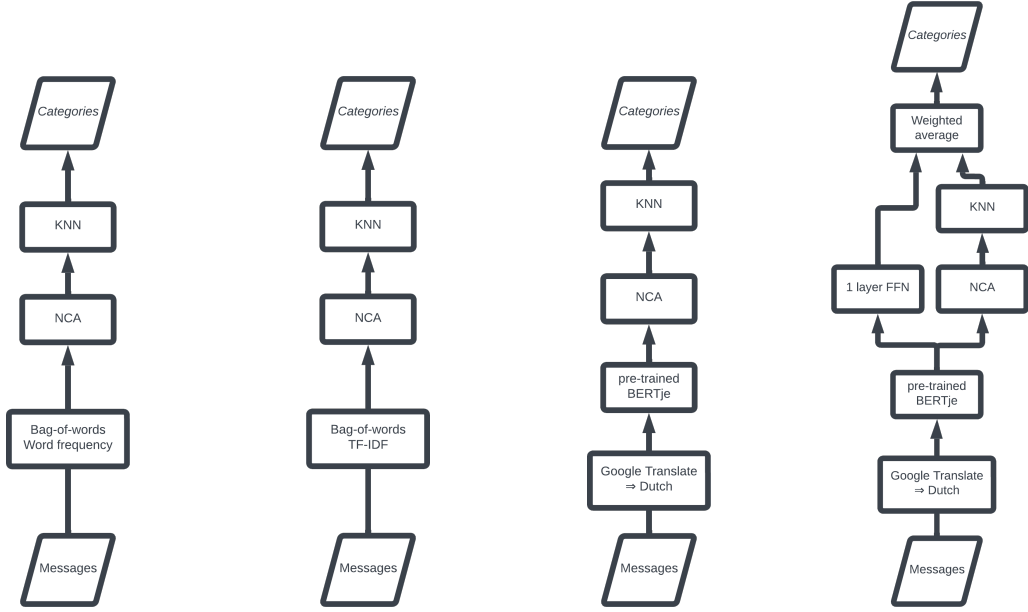 Categories
KNN
NCA
Bag-of-words
Word frequency
Messages
Categories
KNN
NCA
Bag-of-words
TF-IDF
Messages
Categories
KNN
NCA
pre-trained
BERTje
Google Translate
⇒ Dutch
Messages
Categories
Weighted
average
KNN
1 layer FFN
NCA
pre-trained
BERTje
Google Translate
⇒ Dutch
Messages